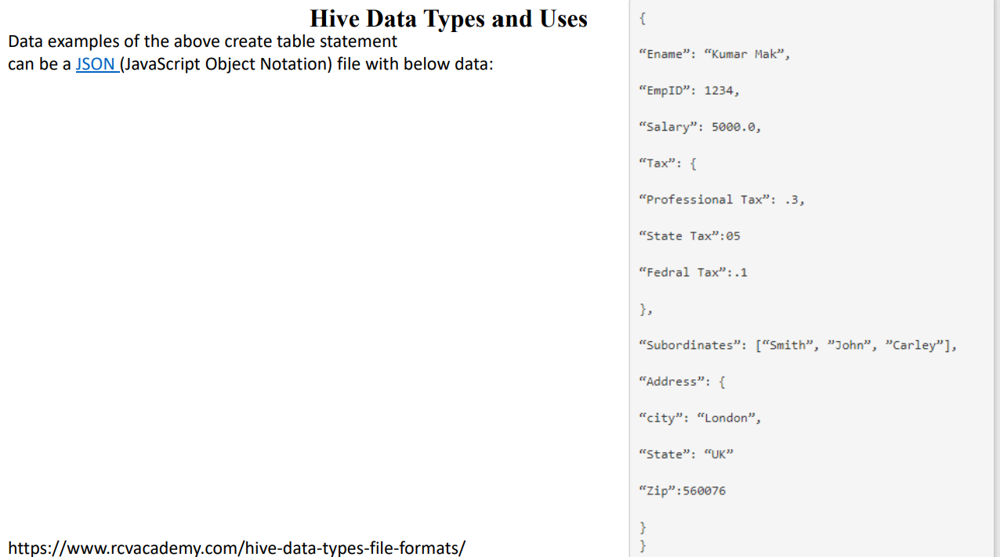 Hive Data Types and Uses
Data examples of the above create table statement
can be a JSON (JavaScript Object Notation) file with below data:
{
“Ename”: “Kumar Mak”,
“EmpID”: 1234,
“Salary”: 5000.0,
“Tax”: {
“Professional Tax”: .3,
“State Tax”:05
“Fedral Tax”:.1
},
“Subordinates”: [“Smith”, ”John”, ”Carley”],
“Address”: {
“city”: “London”,
“State”: “UK”
“Zip”:560076
}
}
https://www.rcvacademy.com/hive-data-types-file-formats/